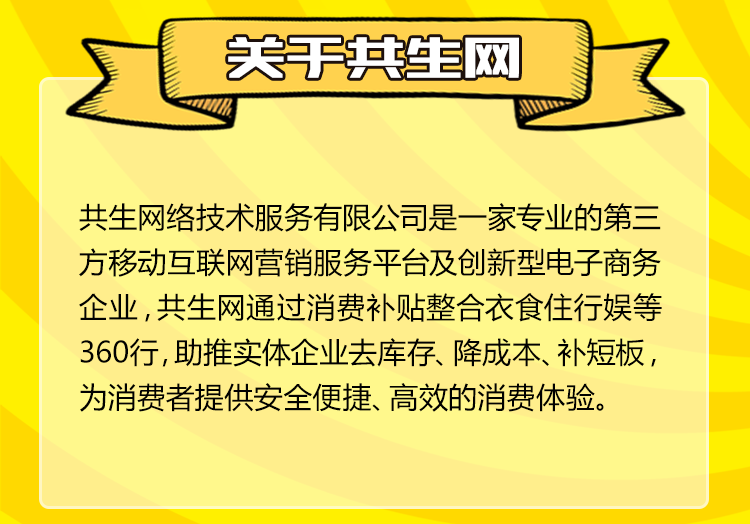 关于共生网
共生网络技术服务有限公司是一家专业的第三
方移动互联网营销服务平台及创新型电子商务
企业,共生网通过消费补贴整合衣食住行娱等
360行,助推实体企业去库存、降成本、补短板,
为消费者提供安全便捷、高效的消费体验。